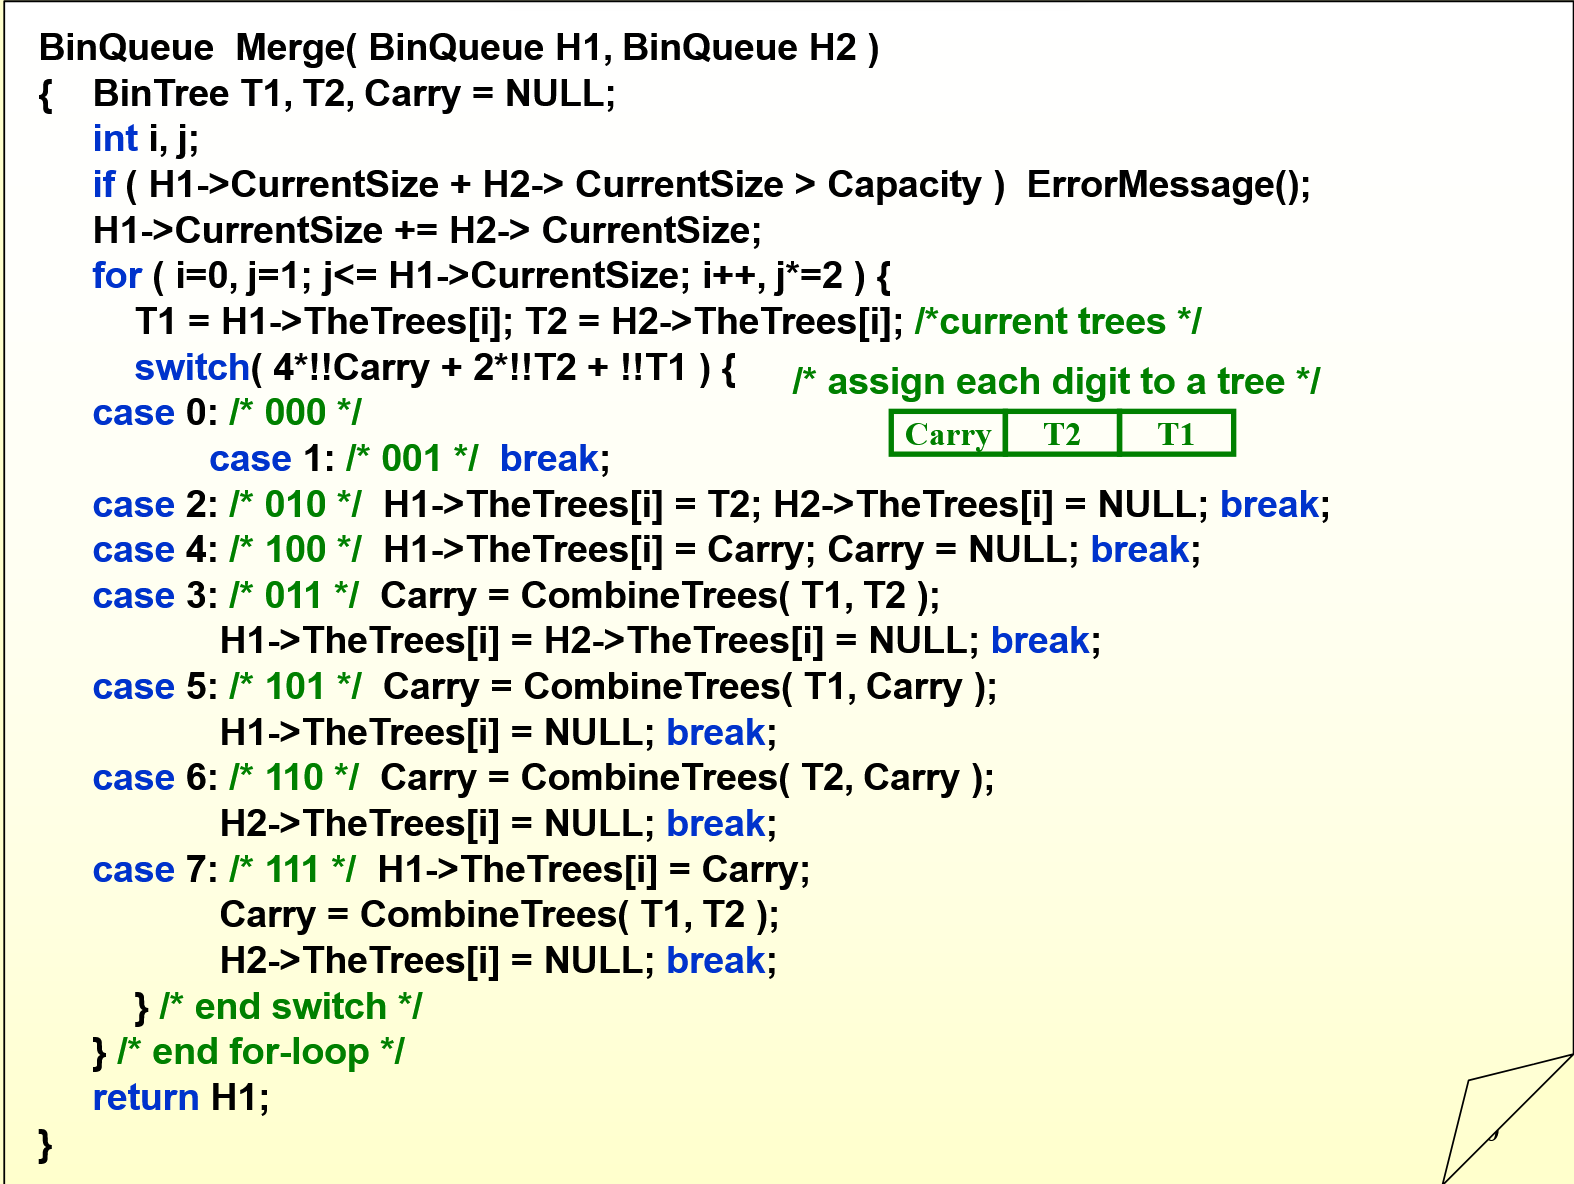 BinQueue  Merge( BinQueue H1, BinQueue H2 )
{  BinTree T1, T2, Carry = NULL;
int i, j;
if ( H1->CurrentSize + H2-> CurrentSize > Capacity )  ErrorMessage();
H1->CurrentSize += H2-> CurrentSize;
for ( i=0, j=1; j<= H1->CurrentSize; i++, j*=2 ) {
T1 = H1->TheTrees[i]; T2 = H2->TheTrees[i]; /*current trees */
switch( 4*!!Carry + 2*!!T2 + !!T1 ) {
/* assign each digit to a tree */
case 0: /* 000 */
Carry T2 T1
case 1: /* 001 */  break;
case 2: /* 010 */  H1->TheTrees[i] = T2; H2->TheTrees[i] = NULL; break;
case 4: /* 100 */  H1->TheTrees[i] = Carry; Carry = NULL; break;
case 3: /* 011 */  Carry = CombineTrees( T1, T2 );
H1->TheTrees[i] = H2->TheTrees[i] = NULL; break;
case 5: /* 101 */  Carry = CombineTrees( T1, Carry );
H1->TheTrees[i] = NULL; break;
case 6: /* 110 */  Carry = CombineTrees( T2, Carry );
H2->TheTrees[i] = NULL; break;
case 7: /* 111 */  H1->TheTrees[i] = Carry;
Carry = CombineTrees( T1, T2 );
H2->TheTrees[i] = NULL; break;
} /* end switch */
} /* end for-loop */
return H1;
}